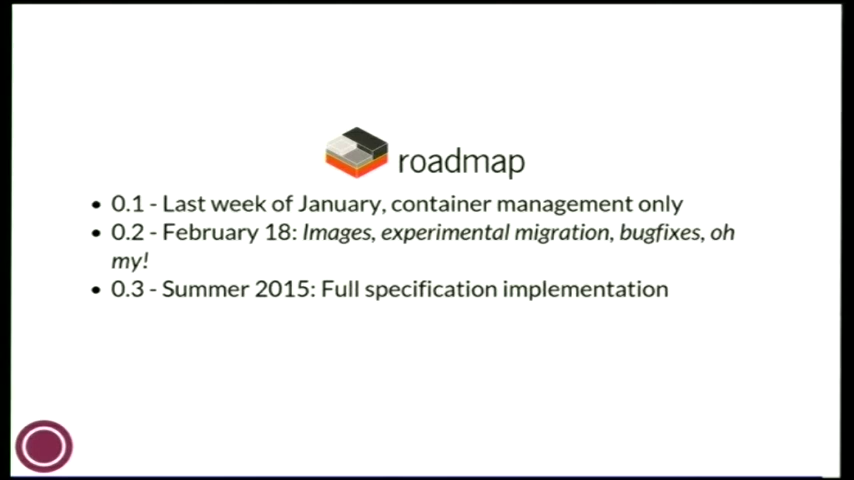 roadmap
• 0.1 - Last week of January, container management only
• 0.2 - February 18: Images, experimental migration, bugfixes, oh
my!
• 0.3 - Summer 2015: Full specification implementation